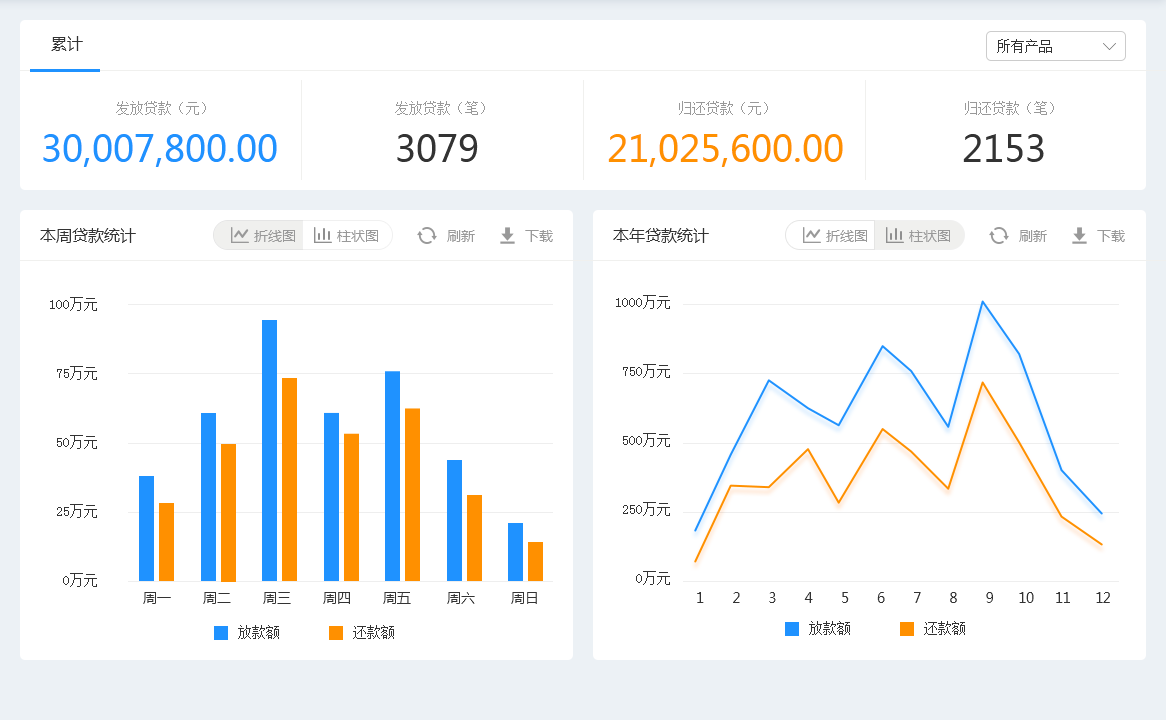 累计
所有产品
发放贷款（元）
发放贷款（笔）
归还贷款（元）
归还贷款（笔）
30,007,800.00
3079
21,025,600.00
2153
本周贷款统计
折线图
柱状图
刷新
下载
100万元
75万元
50万元
25万元
0万元
周一 周二 周三 周四 周五 周六 周日
放款额 还款额
本年贷款统计
折线图
柱状图
刷新
下载
1000万元
750万元
500万元
250万元
0万元
1 2 3 4 5 6 7 8 9 10 11 12
放款额 还款额